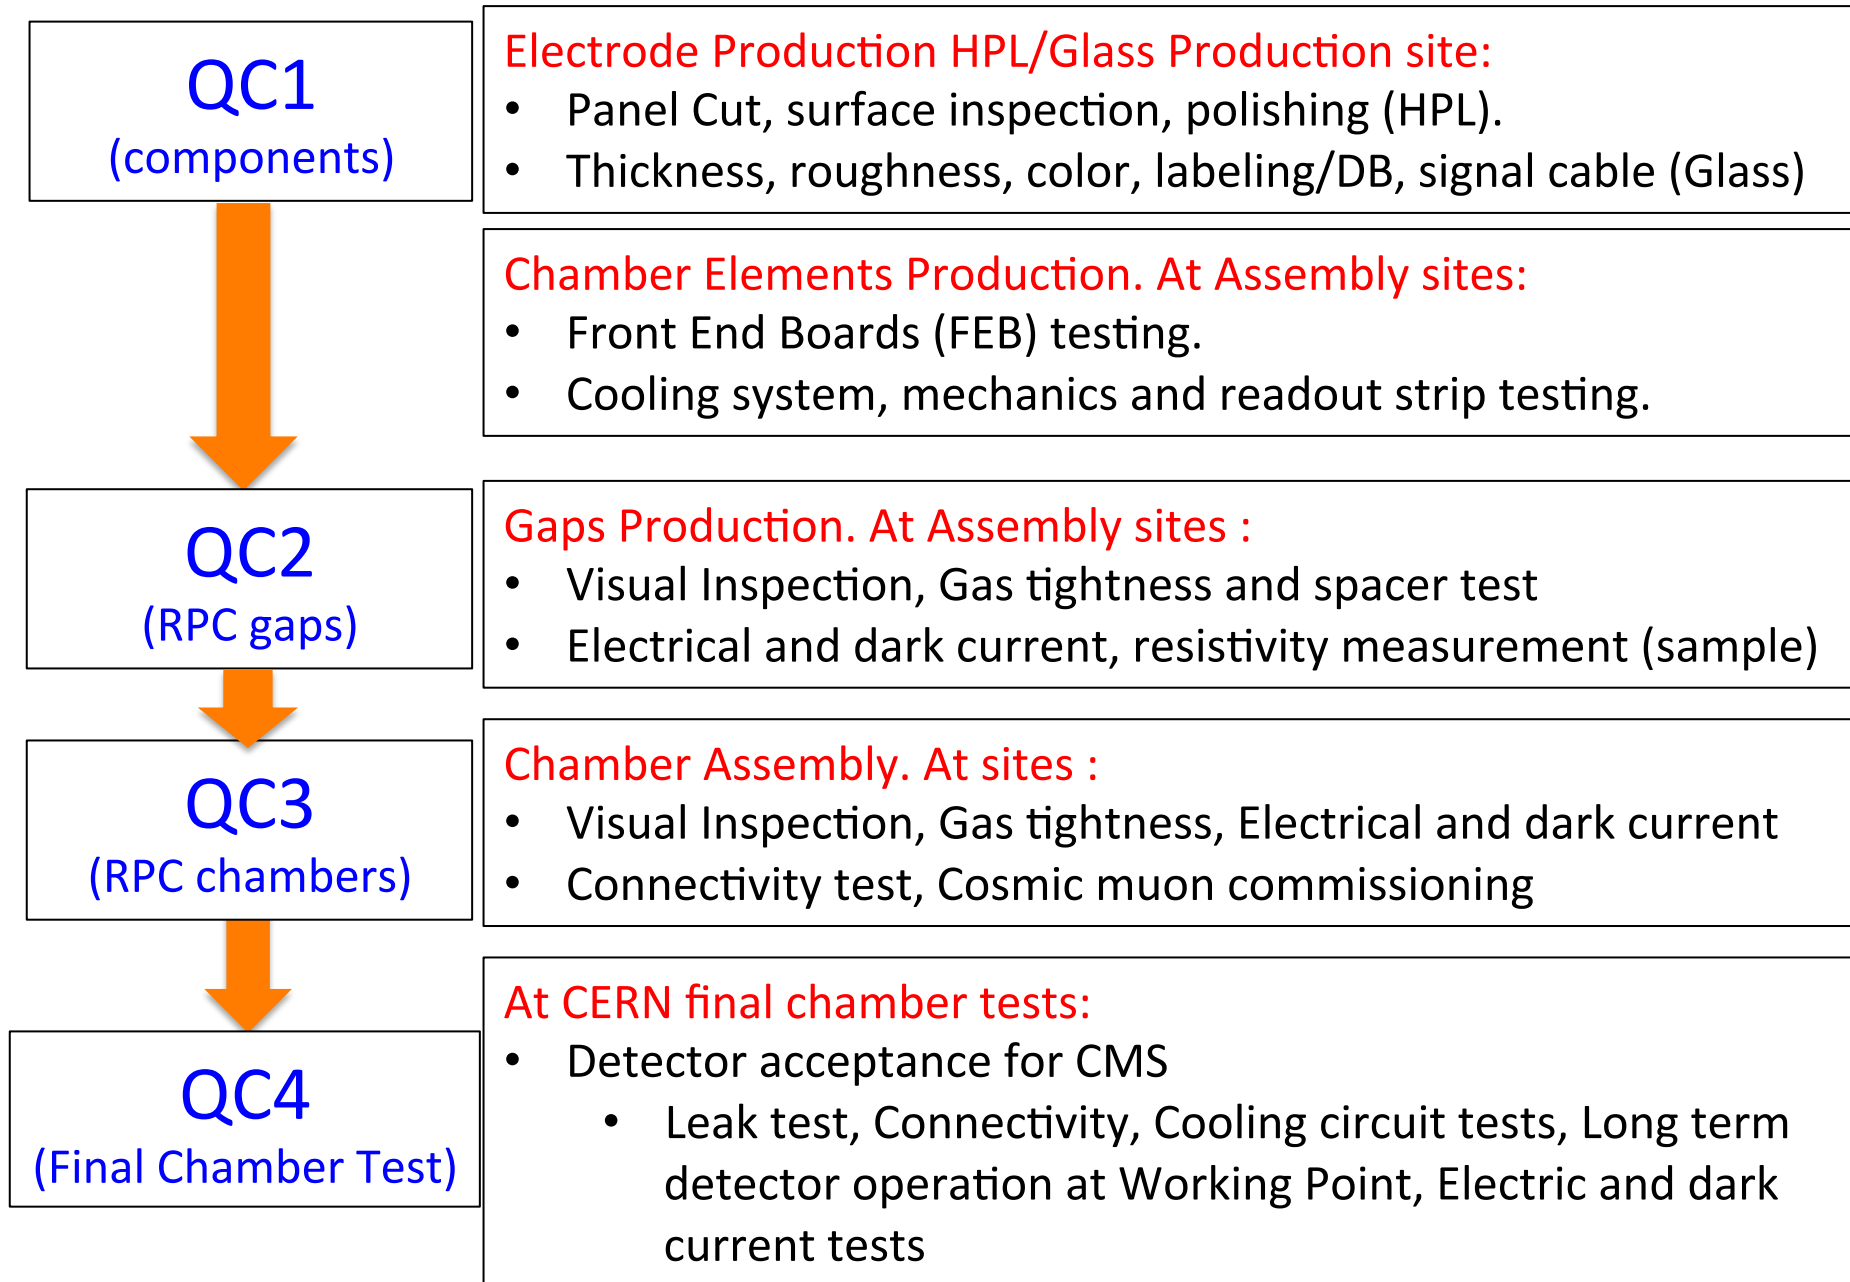 QC1
(components)
Electrode Production HPL/Glass Production site:
• Panel Cut, surface inspection, polishing (HPL).
• Thickness, roughness, color, labeling/DB, signal cable (Glass)
Chamber Elements Production. At Assembly sites:
• Front End Boards (FEB) testing.
• Cooling system, mechanics and readout strip testing.
QC2
(RPC gaps)
Gaps Production. At Assembly sites :
• Visual Inspection, Gas tightness and spacer test
• Electrical and dark current, resistivity measurement (sample)
QC3
(RPC chambers)
Chamber Assembly. At sites :
• Visual Inspection, Gas tightness, Electrical and dark current
• Connectivity test, Cosmic muon commissioning
QC4
(Final Chamber Test)
At CERN final chamber tests:
• Detector acceptance for CMS
• Leak test, Connectivity, Cooling circuit tests, Long term
detector operation at Working Point, Electric and dark
current tests